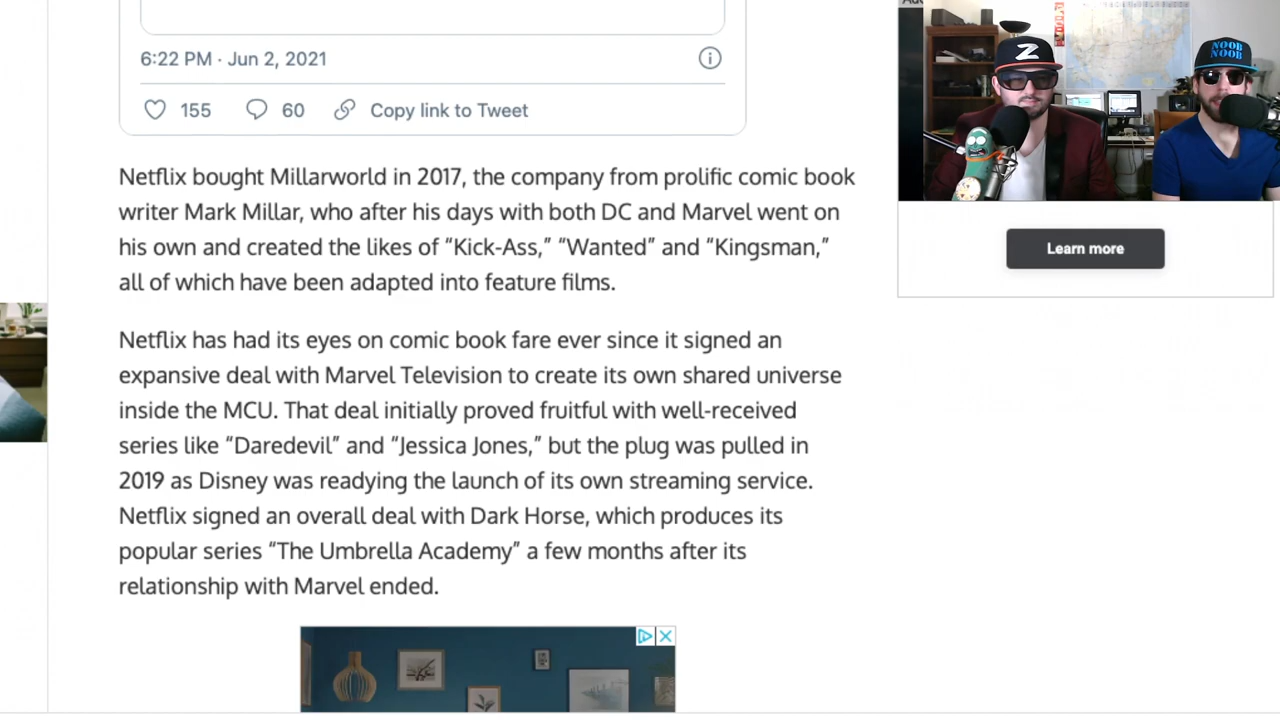 6:22 PM · Jun 2, 2021
155 60 Copy link to Tweet
Netflix bought Millarworld in 2017, the company from prolific comic book
writer Mark Millar, who after his days with both DC and Marvel went on
his own and created the likes of “Kick-Ass,” “Wanted” and “Kingsman,”
all of which have been adapted into feature films.
Netflix has had its eyes on comic book fare ever since it signed an
expansive deal with Marvel Television to create its own shared universe
inside the MCU. That deal initially proved fruitful with well-received
series like “Daredevil” and “Jessica Jones,” but the plug was pulled in
2019 as Disney was readying the launch of its own streaming service.
Netflix signed an overall deal with Dark Horse, which produces its
popular series “The Umbrella Academy” a few months after its
relationship with Marvel ended.
Z
NOOB
NOOB
Learn more